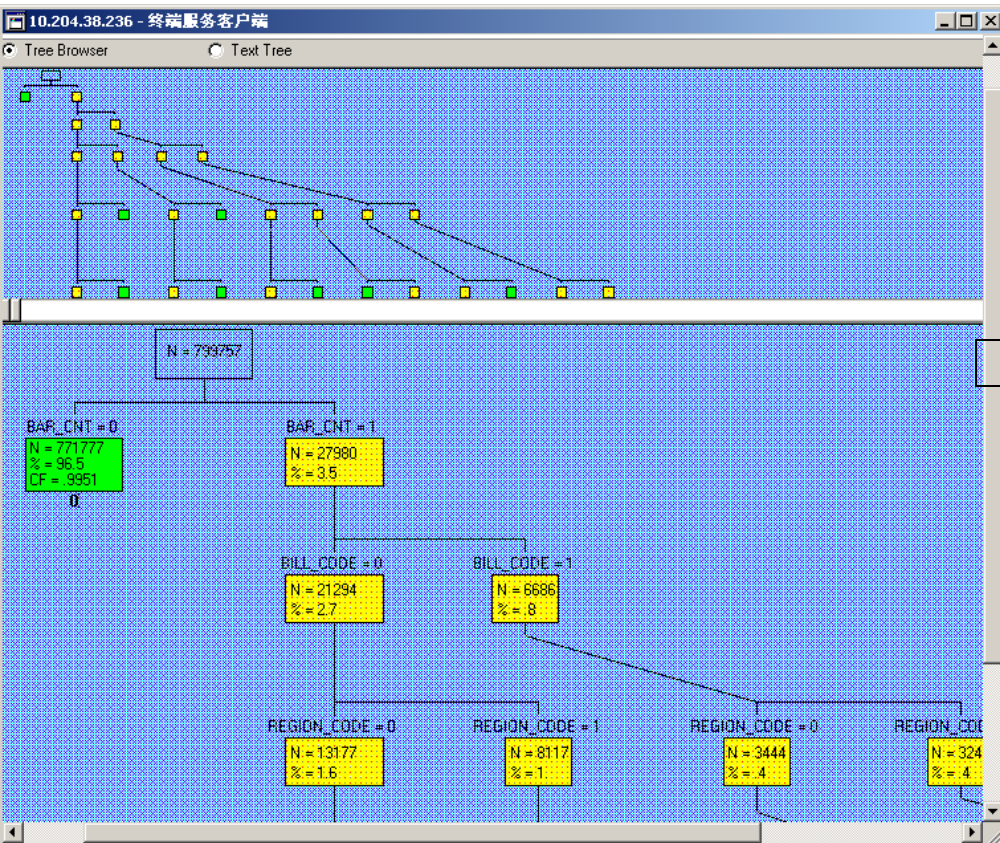 10.204.38.236 - 终端服务客户端
Tree Browser
Text Tree
N = 799757
BAR_CNT = 0
BAR_CNT = 1
N = 771777
% = 96.5
CF = .9951
0
N = 27980
% = 3.5
BILL_CODE = 0
BILL_CODE = 1
N = 21294
% = 2.7
N = 6686
% = .8
REGION_CODE = 0
REGION_CODE = 1
REGION_CODE = 0
REGION_COD
N = 13177
% = 1.6
N = 8117
% = 1
N = 3444
% = .4
N = 324
% = .4